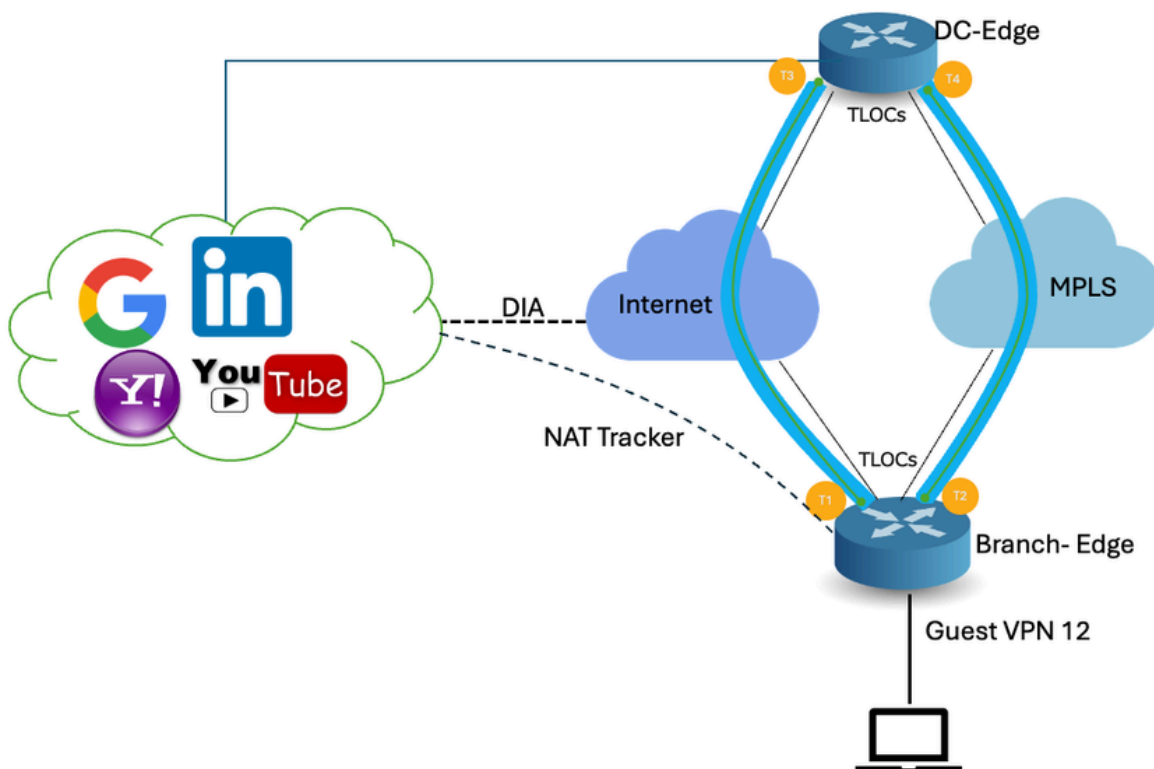 DC-Edge
T3
T4
TLOCs
in
G
Y!
You
Tube
DIA
Internet
MPLS
NAT Tracker
TLOCs
T1
T2
Branch- Edge
Guest VPN 12